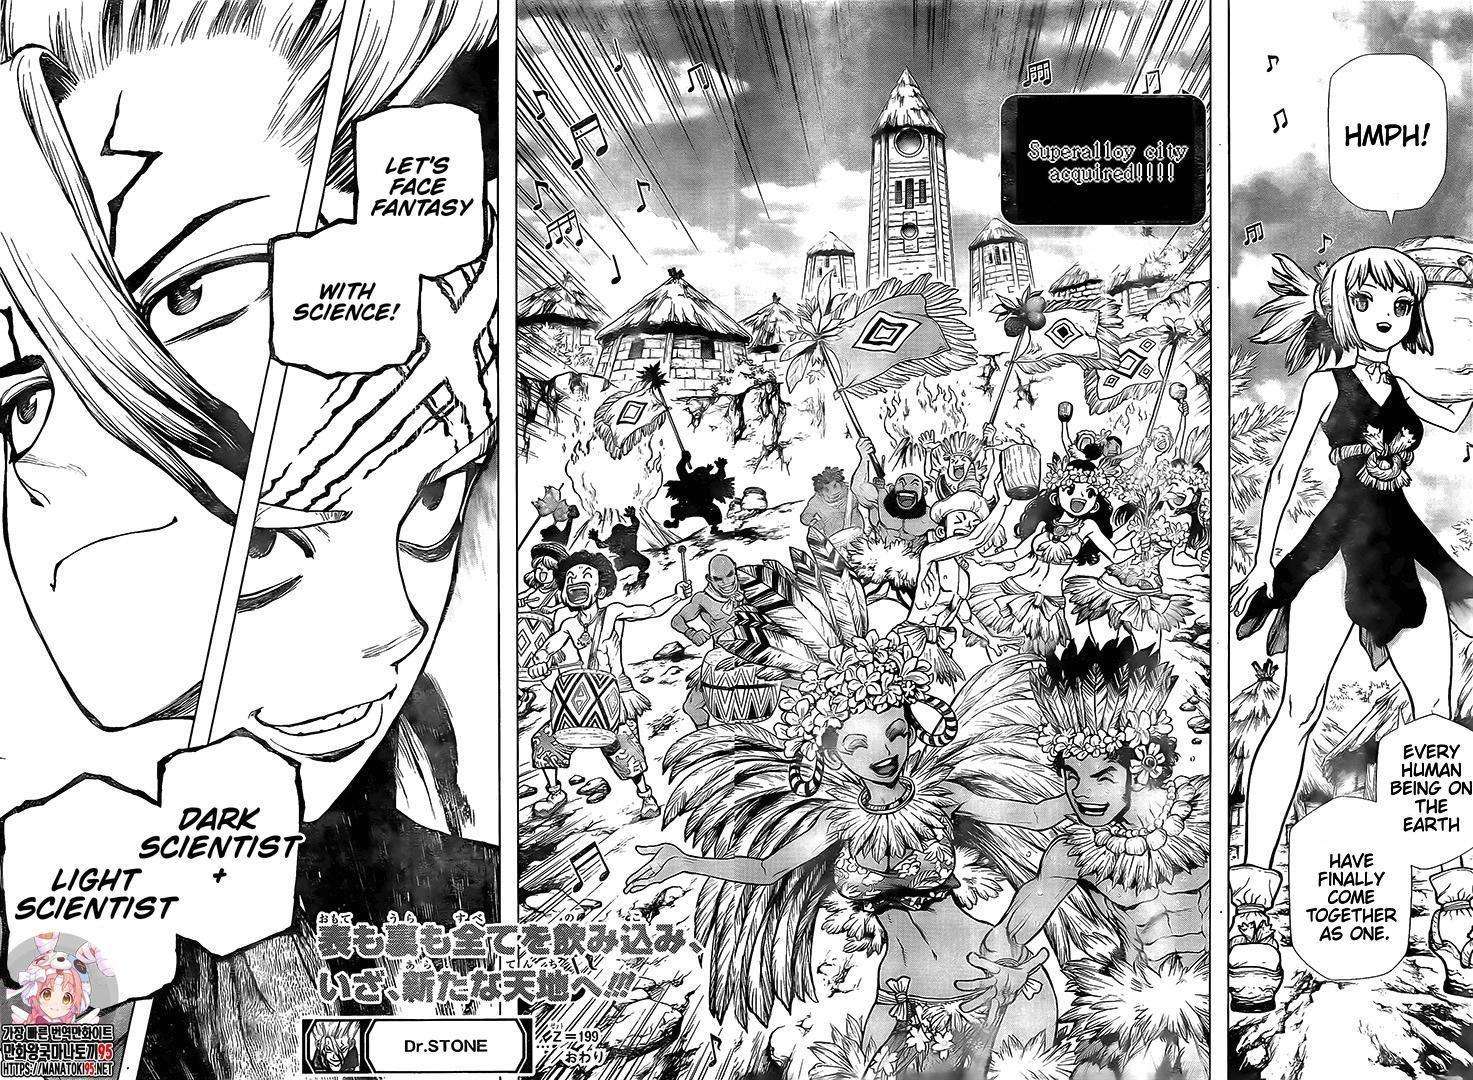 HMPH!
EVERY
HUMAN
BEING ON
THE
EARTH
HAVE
FINALLY
COME
TOGETHER
AS ONE.
Superalloy city
acquired!!!!
LET'S
FACE
FANTASY
WITH
SCIENCE!
DARK
SCIENTIST
+
LIGHT
SCIENTIST
表も裏も全てを飲み込み、
いざ、新たな天地へ!!!
Dr.STONE
Z=199
おわり
가장 빠른 번역만화이트
만화왕국마나토끼95
HTTPS://MANATOKI95.NET